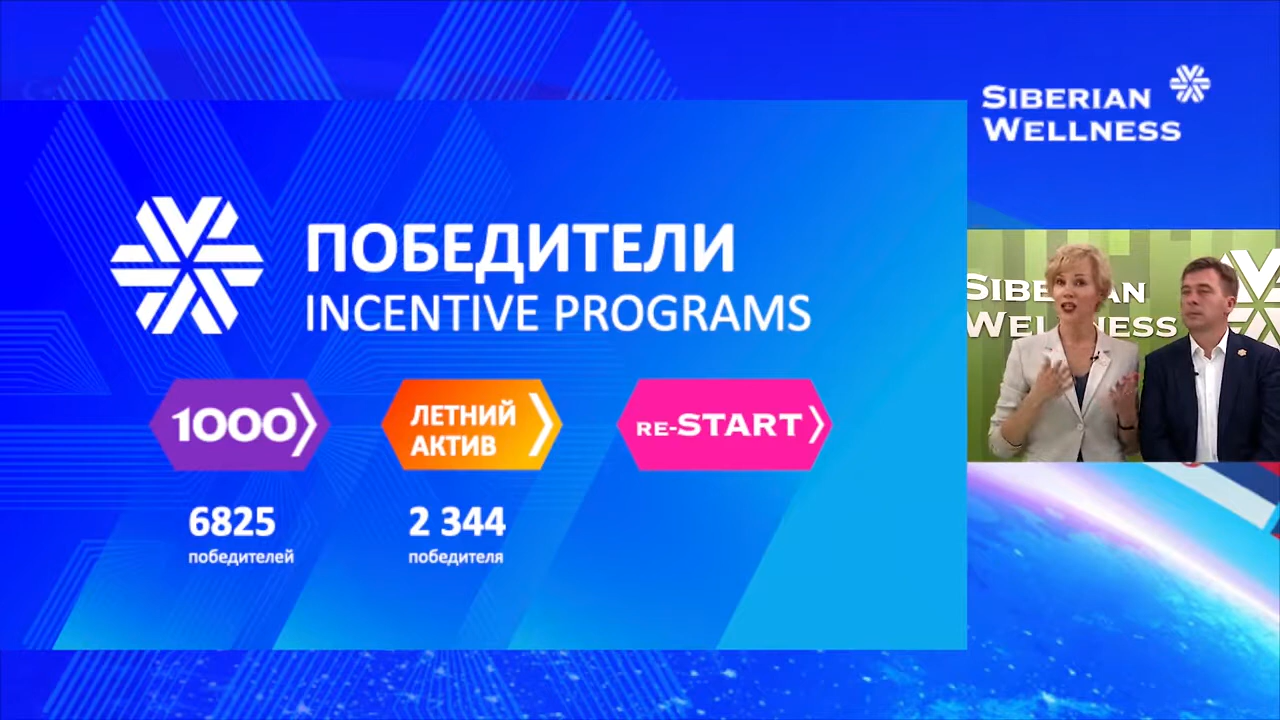 SIBERIAN
WELLNESS
ПОБЕДИТЕЛИ
INCENTIVE PROGRAMS
1000
ЛЕТНИЙ
АКТИВ
RE-START
6825
победителей
2 344
победителя
SIBERIAN
WELLNESS